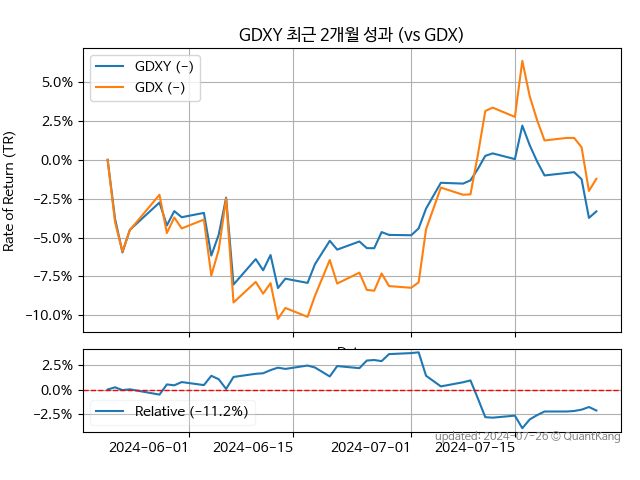 GDXY 최근 2개월 성과 (vs GDX)
GDXY (-)
GDX (-)
Rate of Return (TR)
5.0%
2.5%
0.0%
−2.5%
−5.0%
−7.5%
−10.0%
2.5%
0.0%
−2.5%
Relative (-11.2%)
2024-06-01
2024-06-15
2024-07-01
2024-07-15
updated: 2024-07-26 © QuantKang